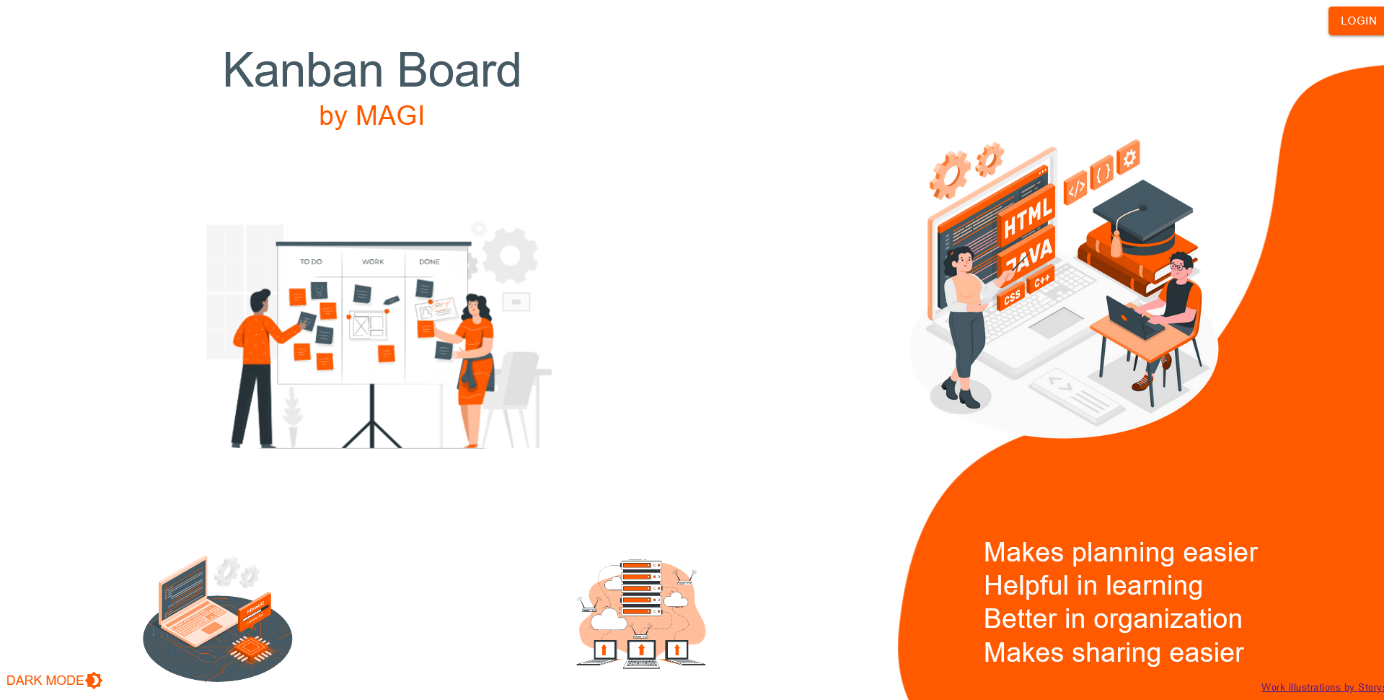 LOGIN
Kanban Board
by MAGI
TO DO
WORK
DONE
</>
{ }
HTML
JAVA
CSS
C++
Makes planning easier
Helpful in learning
Better in organization
Makes sharing easier
DARK MODE
Work illustrations by Storys